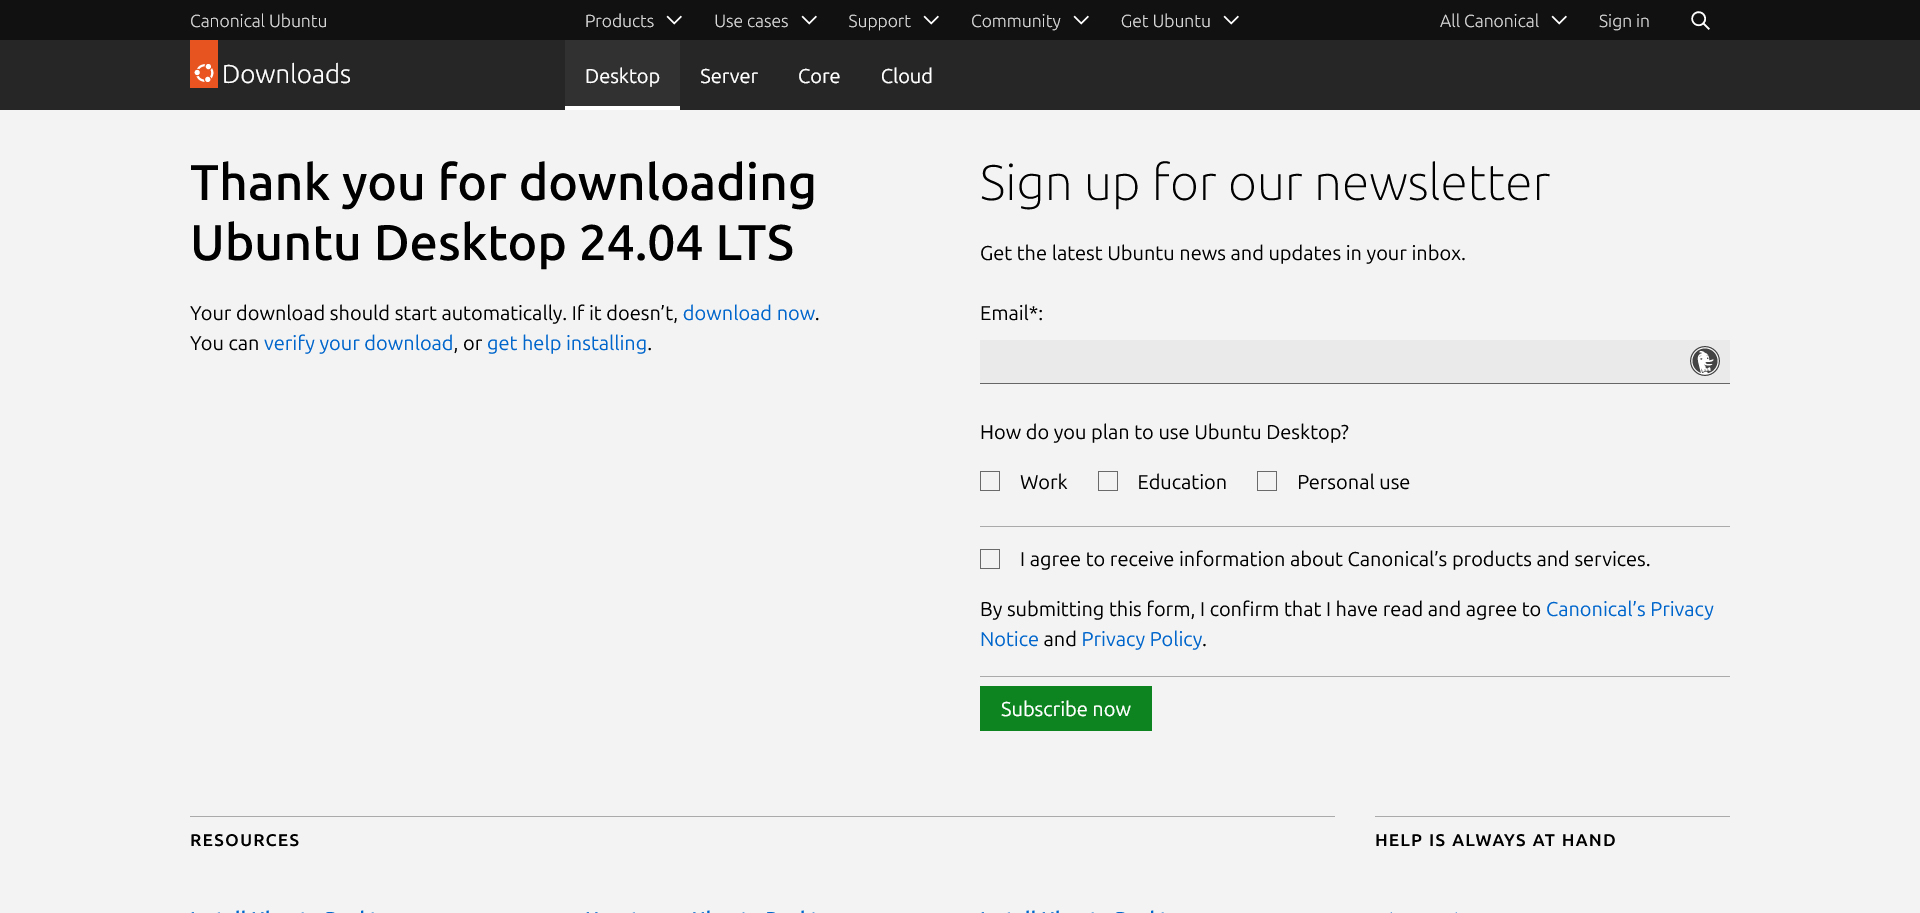 Canonical Ubuntu
Products
Use cases
Support
Community
Get Ubuntu
All Canonical
Sign in
Downloads
Desktop
Server
Core
Cloud
Thank you for downloading
Ubuntu Desktop 24.04 LTS
Your download should start automatically. If it doesn’t, download now.
You can verify your download, or get help installing.
Sign up for our newsletter
Get the latest Ubuntu news and updates in your inbox.
Email*:
How do you plan to use Ubuntu Desktop?
Work
Education
Personal use
I agree to receive information about Canonical’s products and services.
By submitting this form, I confirm that I have read and agree to Canonical’s Privacy
Notice and Privacy Policy.
Subscribe now
RESOURCES
HELP IS ALWAYS AT HAND